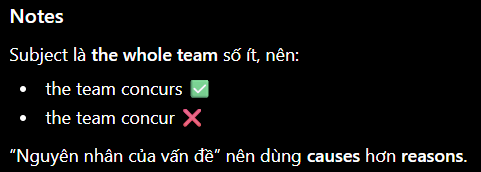 Notes
Subject là the whole team số ít, nên:
• the team concurs ✅
• the team concur ❌
“Nguyên nhân của vấn đề” nên dùng causes hơn reasons.